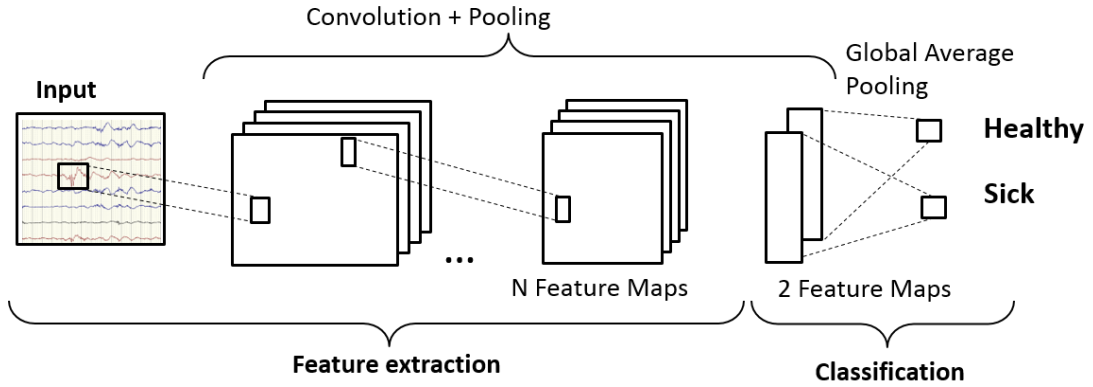 Convolution + Pooling
Global Average
Pooling
Input
Healthy
Sick
...
N Feature Maps
2 Feature Maps
Feature extraction
Classification